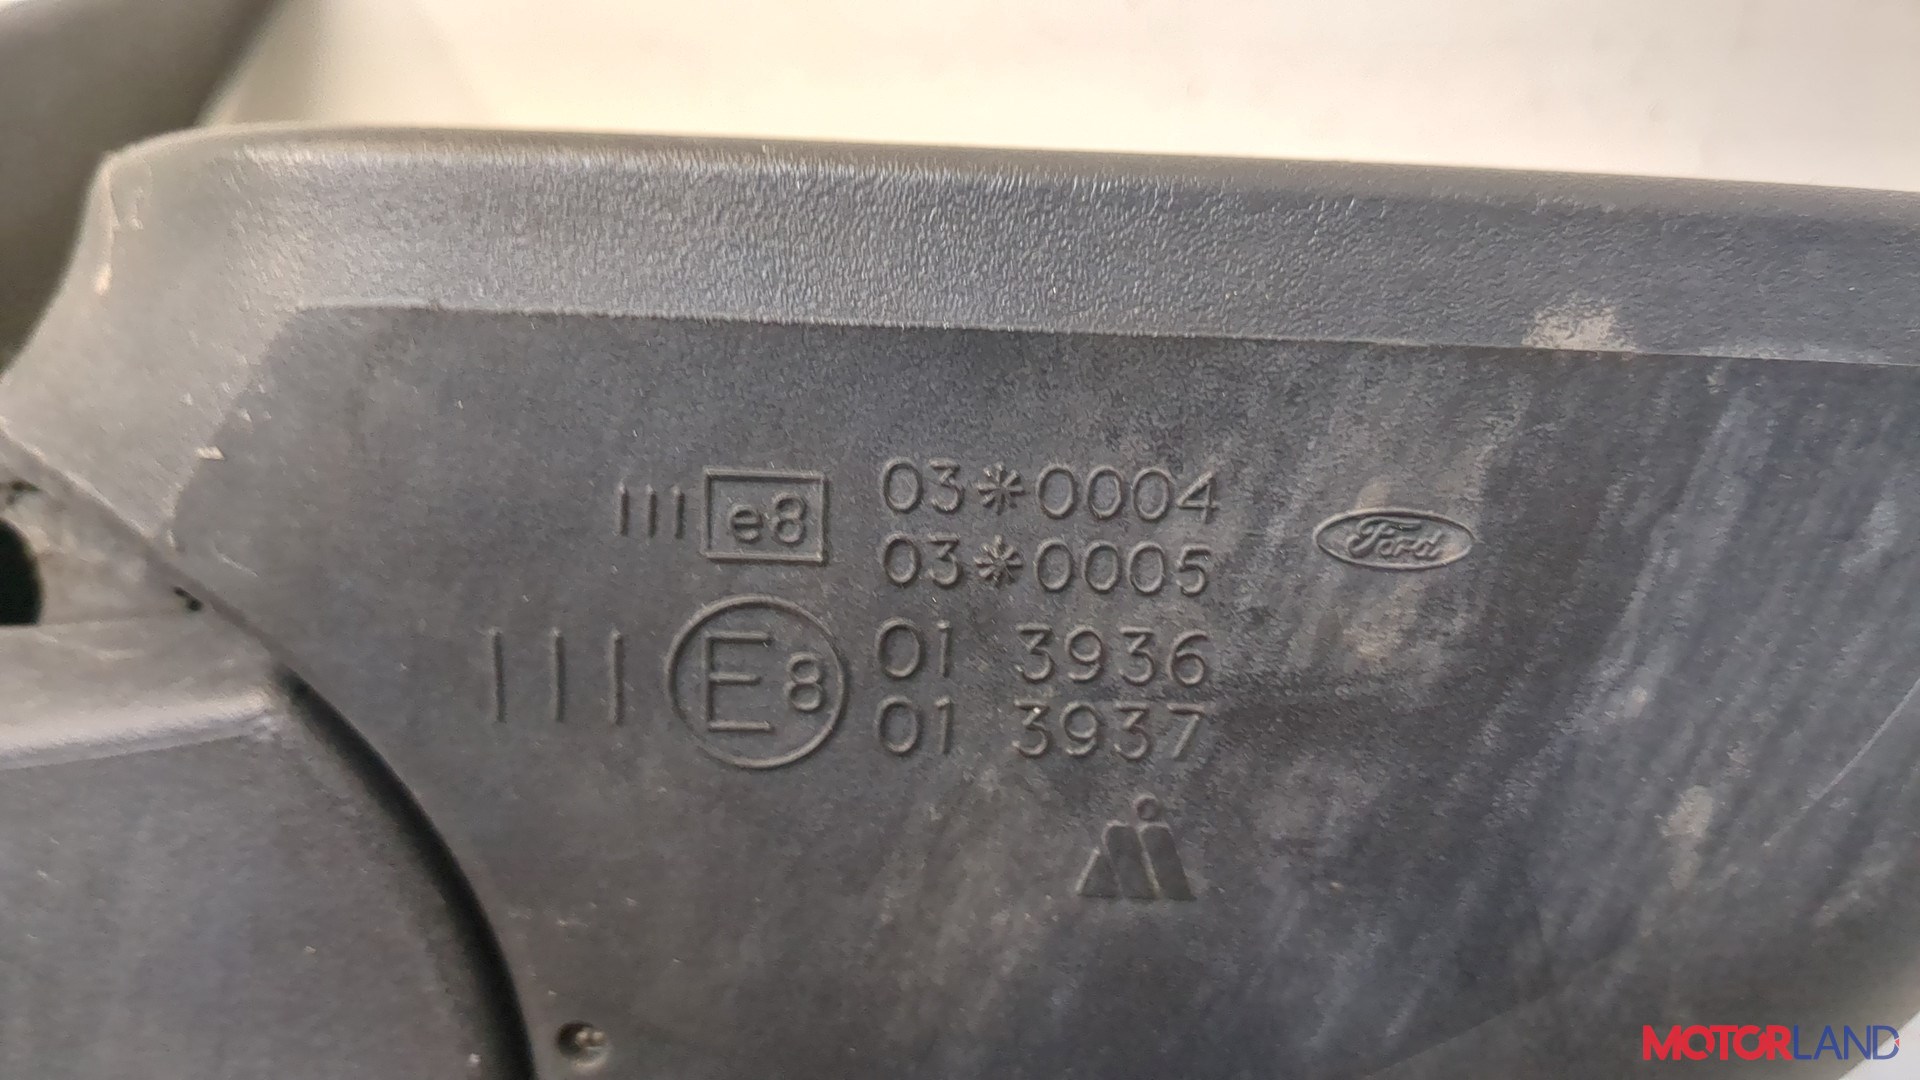 III e8 03*0004
03*0005
Ford
III E8 01 3936
01 3937
MOTORLAND